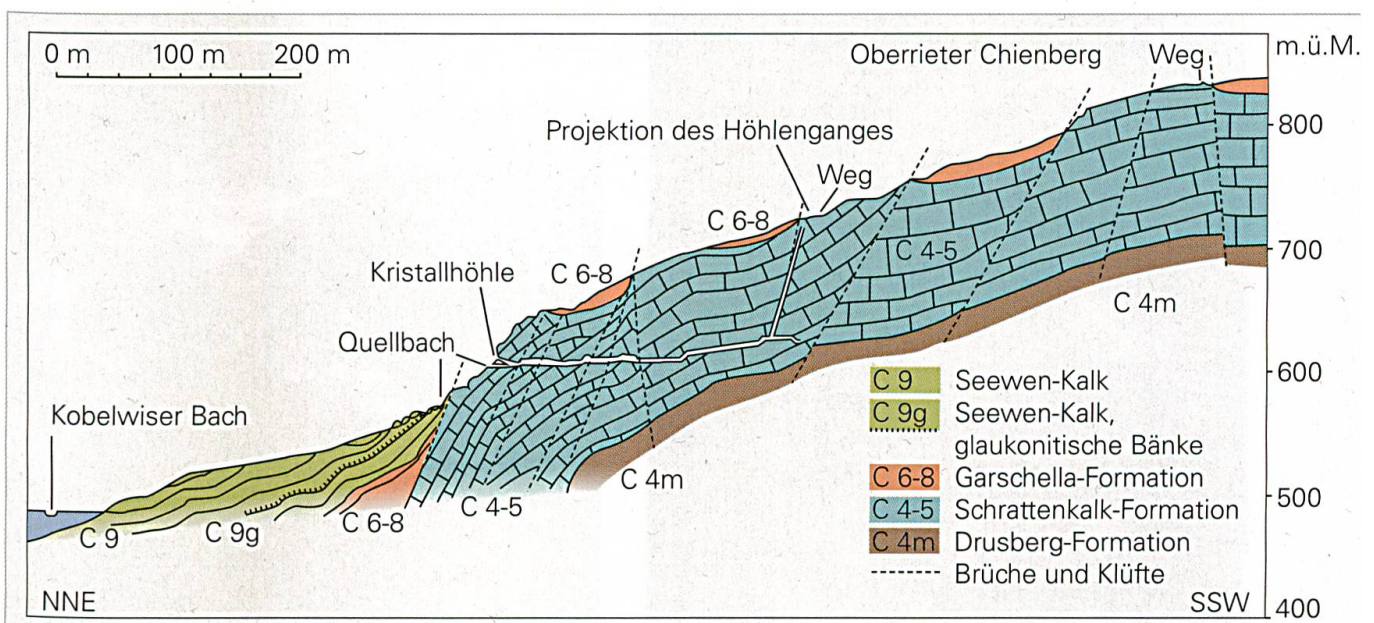 0 m 100 m 200 m
Oberrieter Chienberg
Weg
m.ü.M.
800
Projektion des Höhlenganges
Weg
C 6-8
C 4-5
700
Kristallhöhle
C 6-8
C 4m
Quellbach
600
Kobelwiser Bach
C 9 Seewen-Kalk
C 9g Seewen-Kalk,
glaukonitische Bänke
C 6-8 Garschella-Formation
C 4-5 Schrattenkalk-Formation
C 4m Drusberg-Formation
Brüche und Klüfte
C 4m
500
C 9
C 9g
C 6-8
C 4-5
NNE
SSW
400